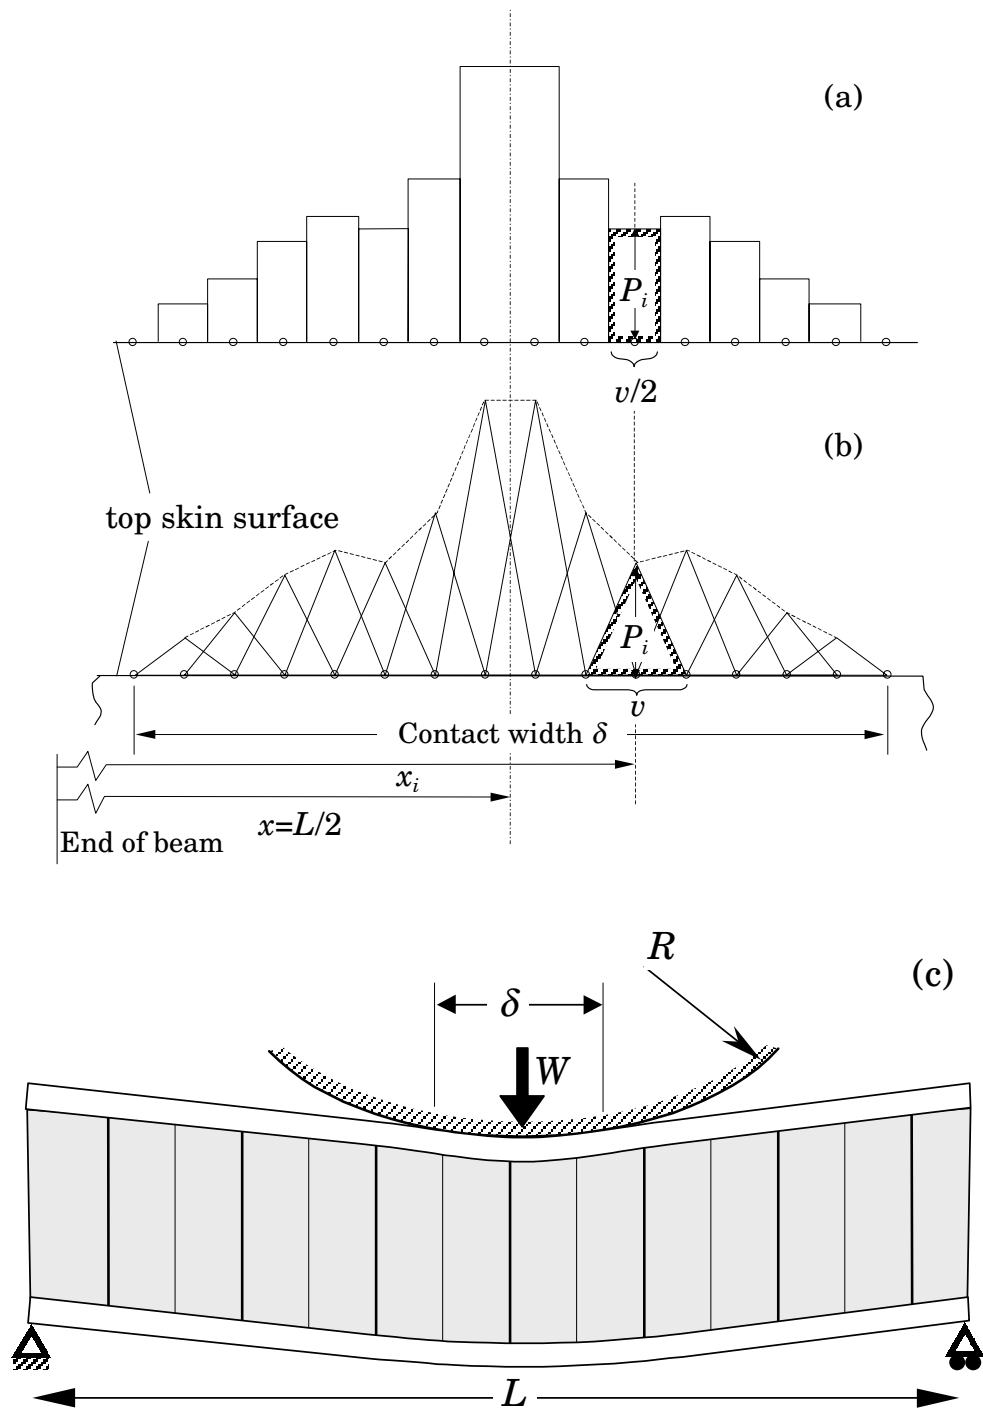 (a)
P_i
v/2
(b)
top skin surface
P_i
v
Contact width δ
x_i
x=L/2
End of beam
R
(c)
δ
W
L